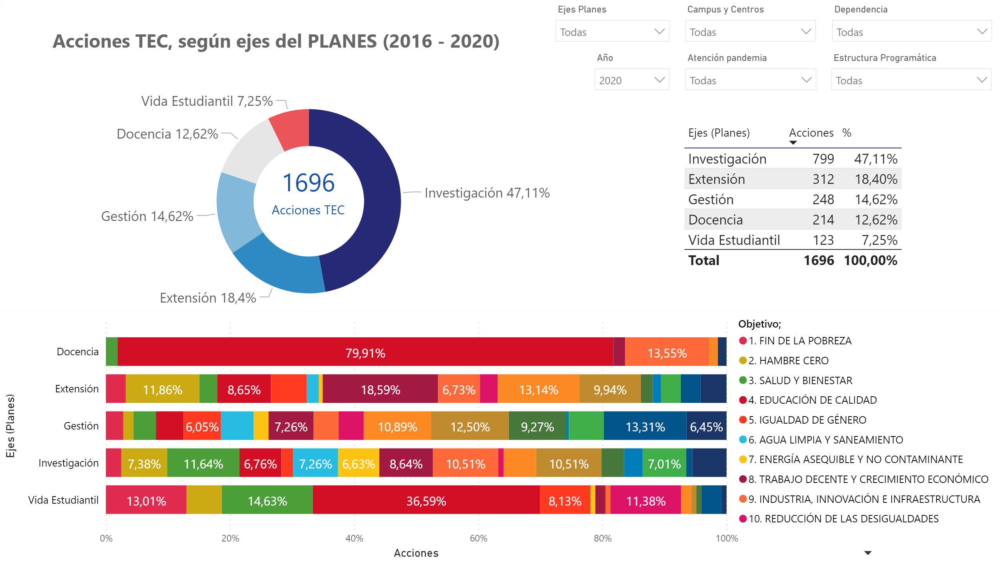 Ejes Planes
Campus y Centros
Dependencia
Todas
Todas
Todas
Acciones TEC, según ejes del PLANES (2016 - 2020)
Año
Atención pandemia
Estructura Programática
2020
Todas
Todas
Vida Estudiantil 7,25%
Docencia 12,62%
Gestión 14,62%
Extensión 18,4%
Investigación 47,11%
1696
Acciones TEC
Ejes (Planes) Acciones %
Investigación 799 47,11%
Extensión 312 18,40%
Gestión 248 14,62%
Docencia 214 12,62%
Vida Estudiantil 123 7,25%
Total 1696 100,00%
Ejes (Planes)
Docencia 79,91% 13,55%
Extensión 11,86% 8,65% 18,59% 6,73% 13,14% 9,94%
Gestión 6,05% 7,26% 10,89% 12,50% 9,27% 13,31% 6,45%
Investigación 7,38% 11,64% 6,76% 7,26% 6,63% 8,64% 10,51% 10,51% 7,01%
Vida Estudiantil 13,01% 14,63% 36,59% 8,13% 11,38%
0% 20% 40% 60% 80% 100%
Acciones
Objetivo;
1. FIN DE LA POBREZA
2. HAMBRE CERO
3. SALUD Y BIENESTAR
4. EDUCACIÓN DE CALIDAD
5. IGUALDAD DE GÉNERO
6. AGUA LIMPIA Y SANEAMIENTO
7. ENERGÍA ASEQUIBLE Y NO CONTAMINANTE
8. TRABAJO DECENTE Y CRECIMIENTO ECONÓMICO
9. INDUSTRIA, INNOVACIÓN E INFRAESTRUCTURA
10. REDUCCIÓN DE LAS DESIGUALDADES